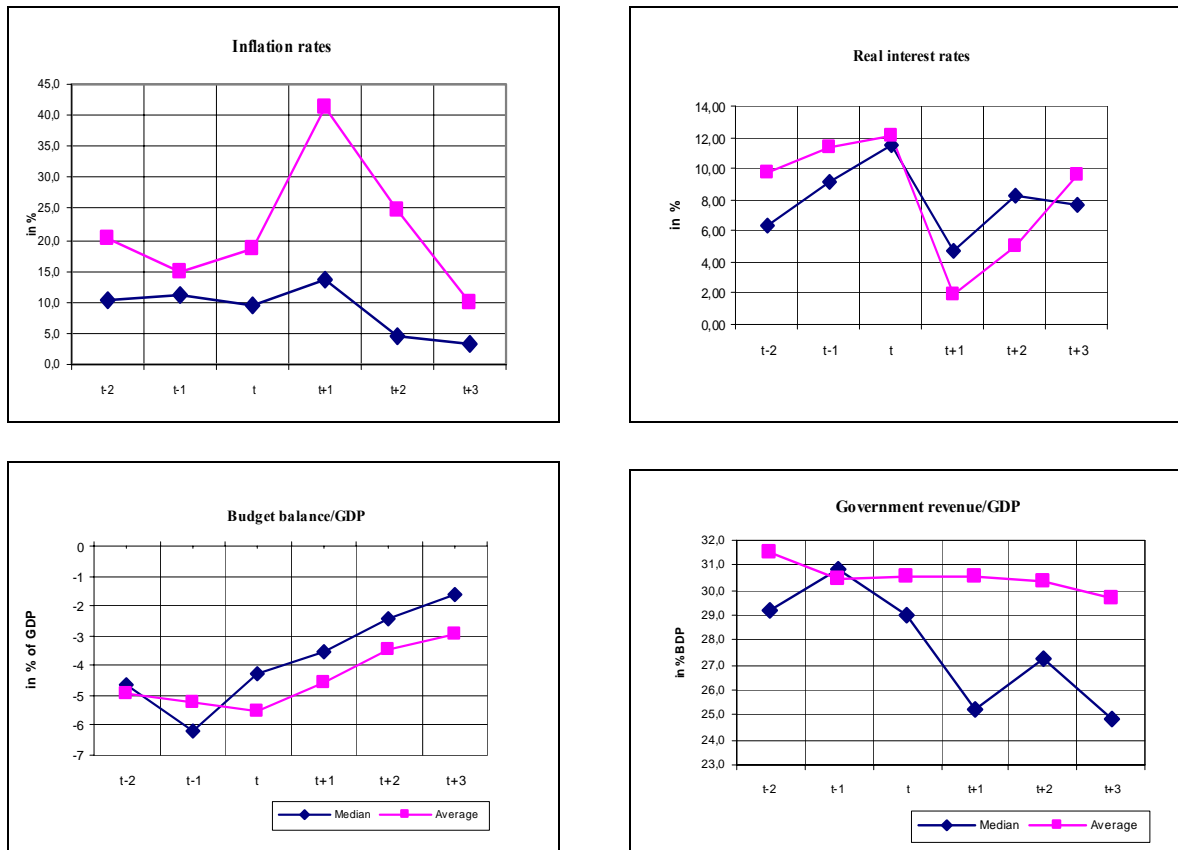 Inflation rates
in %
45,0
40,0
35,0
30,0
25,0
20,0
15,0
10,0
5,0
0,0
t-2 t-1 t t+1 t+2 t+3
Real interest rates
in %
14,00
12,00
10,00
8,00
6,00
4,00
2,00
0,00
t-2 t-1 t t+1 t+2 t+3
Budget balance/GDP
in % of GDP
0
-1
-2
-3
-4
-5
-6
-7
t-2 t-1 t t+1 t+2 t+3
Median Average
Government revenue/GDP
in %BDP
32,0
31,0
30,0
29,0
28,0
27,0
26,0
25,0
24,0
23,0
t-2 t-1 t t+1 t+2 t+3
Median Average